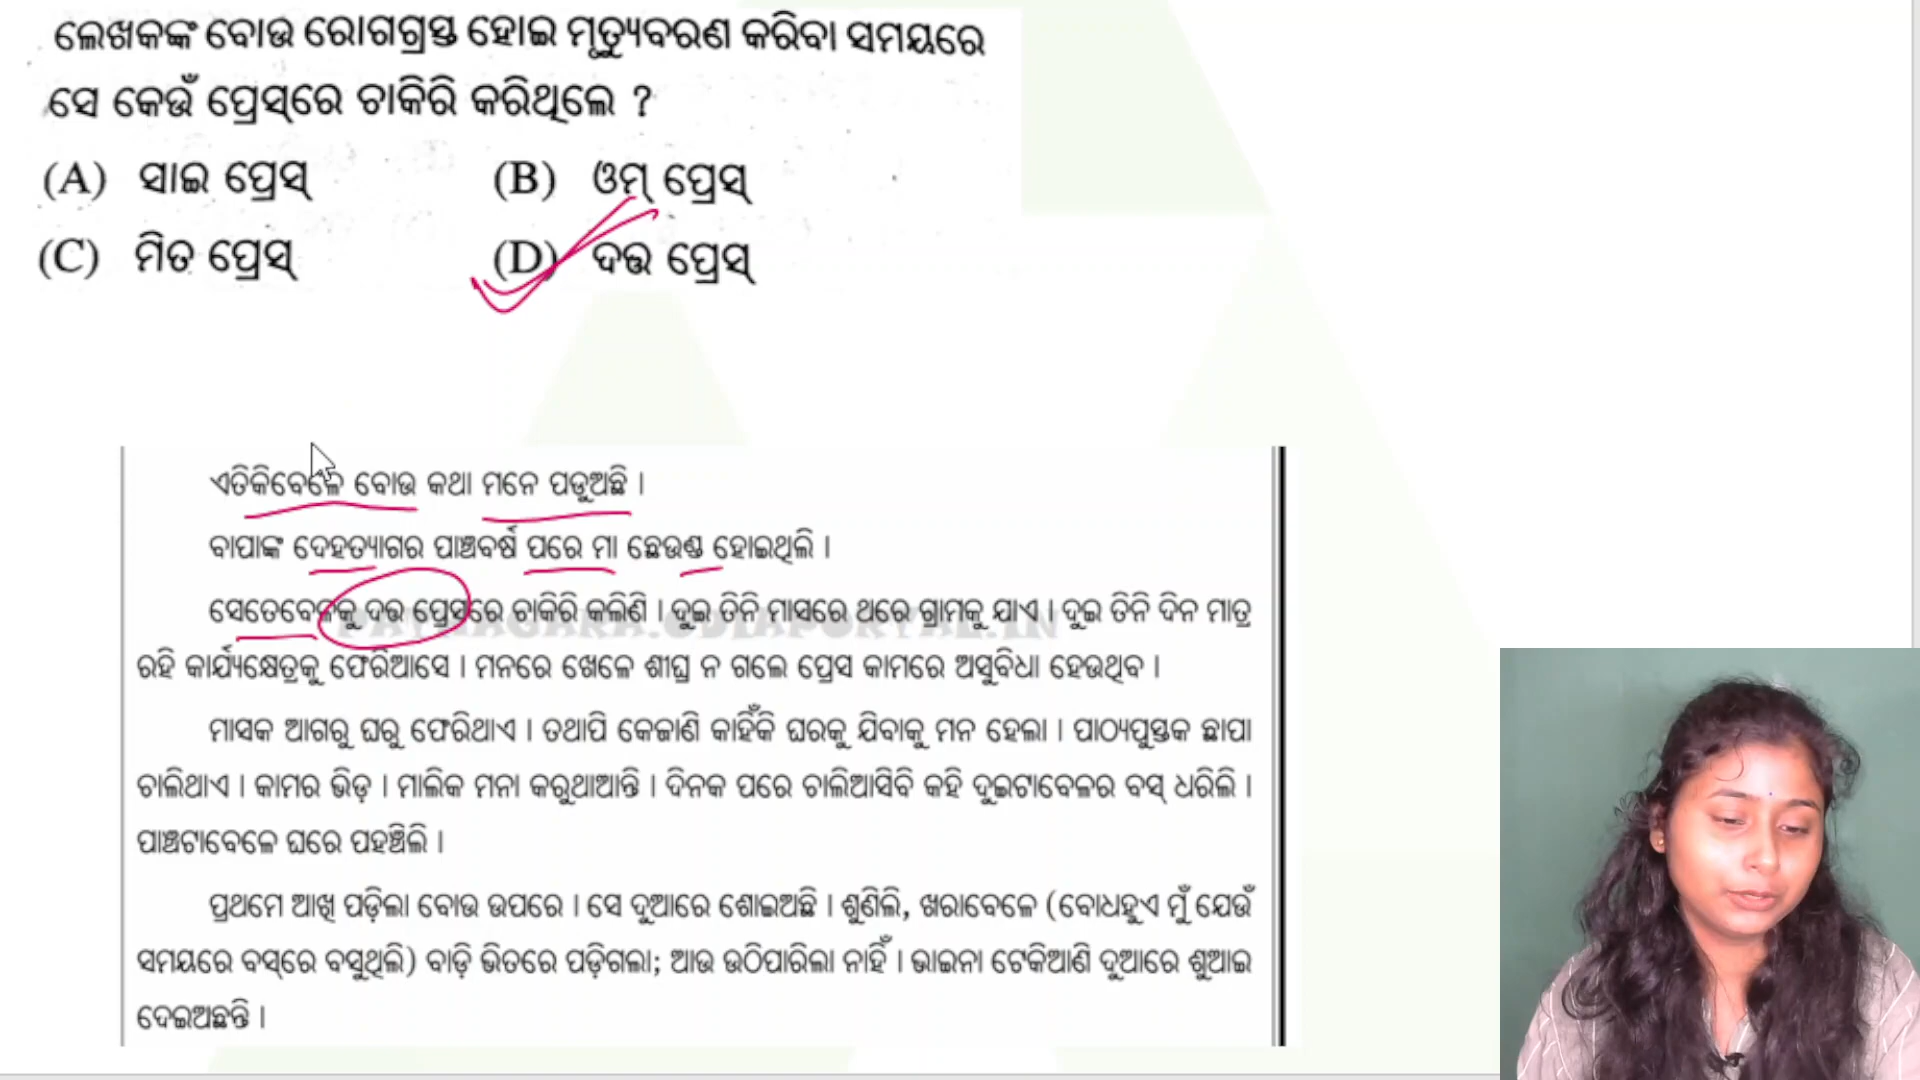 ଲେଖକଙ୍କ ବୋଉ ରୋଗଗ୍ରସ୍ତ ହୋଇ ମୃତ୍ୟୁବରଣ କରିବା ସମୟରେ
ସେ କେଉଁ ପ୍ରେସ୍‌ରେ ଚାକିରି କରିଥିଲେ ?
(A) ସାଇ ପ୍ରେସ୍ (B) ଓମ୍ ପ୍ରେସ୍
(C) ମିତ ପ୍ରେସ୍ (D) ଦତ୍ତ ପ୍ରେସ୍
ଏତିକିବେଳେ ବୋଉ କଥା ମନେ ପଡୁଅଛି ।
ବାପାଙ୍କ ଦେହତ୍ୟାଗର ପାଞ୍ଚବର୍ଷ ପରେ ମା ଛେଉଣ୍ଡ ହୋଇଥିଲି ।
ସେତେବେଳକୁ ଦତ୍ତ ପ୍ରେସରେ ଚାକିରି କଲିଣି । ଦୁଇ ତିନି ମାସରେ ଥରେ ଗ୍ରାମକୁ ଯାଏ । ଦୁଇ ତିନି ଦିନ ମାତ୍ର
ରହି କାର୍ଯ୍ୟକ୍ଷେତ୍ରକୁ ଫେରିଆସେ । ମନରେ ଖେଳେ ଶୀଘ୍ର ନ ଗଲେ ପ୍ରେସ କାମରେ ଅସୁବିଧା ହେଉଥିବ ।
ମାସକ ଆଗରୁ ଘରୁ ଫେରିଥାଏ । ତଥାପି କେଜାଣି କାହିଁକି ଘରକୁ ଯିବାକୁ ମନ ହେଲା । ପାଠ୍ୟପୁସ୍ତକ ଛାପା
ଚାଲିଥାଏ । କାମର ଭିଡ଼ । ମାଲିକ ମନା କରୁଥାଆନ୍ତି । ଦିନକ ପରେ ଚାଲିଆସିବି କହି ଦୁଇଟାବେଳର ବସ୍ ଧରିଲି ।
ପାଞ୍ଚଟାବେଳେ ଘରେ ପହଞ୍ଚିଲି ।
ପ୍ରଥମେ ଆଖି ପଡ଼ିଲା ବୋଉ ଉପରେ । ସେ ଦୁଆରେ ଶୋଇଅଛି । ଶୁଣିଲି, ଖରାବେଳେ (ବୋଧହୁଏ ମୁଁ ଯେଉଁ
ସମୟରେ ବସ୍‌ରେ ବସୁଥିଲି) ବାଡ଼ି ଭିତରେ ପଡ଼ିଗଲା; ଆଉ ଉଠିପାରିଲା ନାହିଁ । ଭାଇନା ଟେକିଆଣି ଦୁଆରେ ଶୁଆଇ
ଦେଇଅଛନ୍ତି ।